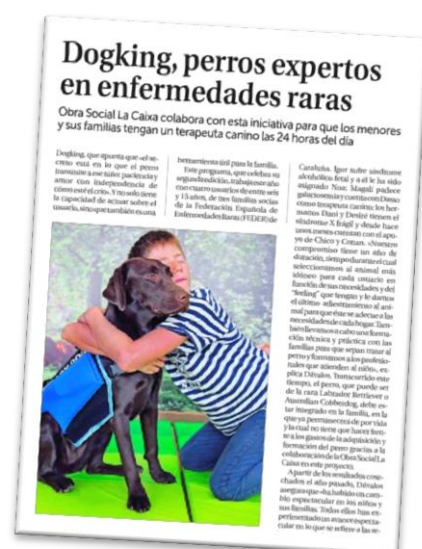 Dogking, perros expertos
en enfermedades raras
Obra Social La Caixa colabora con esta iniciativa para que los menores
y sus familias tengan un terapeuta canino las 24 horas del día
Dogking, que apunta que «el se-
creto está en lo que el perro
transmite a ese niño: paciencia y
amor con independencia de
cómo esté el crío». Y no solo tiene
la capacidad de actuar sobre el
usuario, sino que también es una
herramienta útil para la familia.
Este programa, que celebra su
segunda edición, trabaja este año
con cuatro usuarios de entre seis
y 15 años, de tres familias socias
de la Federación Española de
Enfermedades Raras (FEDER) de
Cataluña. Igor sufre síndrome
alcohólico fetal y a él le ha sido
asignado Noa; Magalí padece
galactosemia y cuenta con Dasso
como terapeuta canino; los her-
manos Dani y Desiré tienen el
síndrome X frágil y desde hace
unos meses cuentan con el apo-
yo de Chico y Conan. «Nuestro
compromiso tiene un año de
duración, tiempo durante el cual
seleccionamos al animal más
idóneo para cada usuario en
función de sus necesidades y del
"feeling" que tengan y le damos
el último adiestramiento al ani-
mal para que éste se adecue a las
necesidades de cada hogar. Tam-
bién llevamos a cabo una forma-
ción técnica y práctica con las
familias para que sepan tratar al
perro y formamos a los profesio-
nales que atienden al niño», ex-
plica Dávalos. Transcurrido este
tiempo, el perro, que puede ser
de la raza Labrador Retriever o
Australian Cobberdog, debe es-
tar integrado en la familia, en la
que ya permanecerá de por vida
y la cual no tiene que hacer fren-
te a los gastos de la adquisición y
formación del perro gracias a la
colaboración de la Obra Social La
Caixa en este proyecto.
A partir de los resultados cose-
chados el año pasado, Dávalos
asegura que «ha habido un cam-
bio espectacular en los niños y
sus familias. Todas ellas han ex-
perimentado un avance especta-
cular en lo que se refiere a las re-